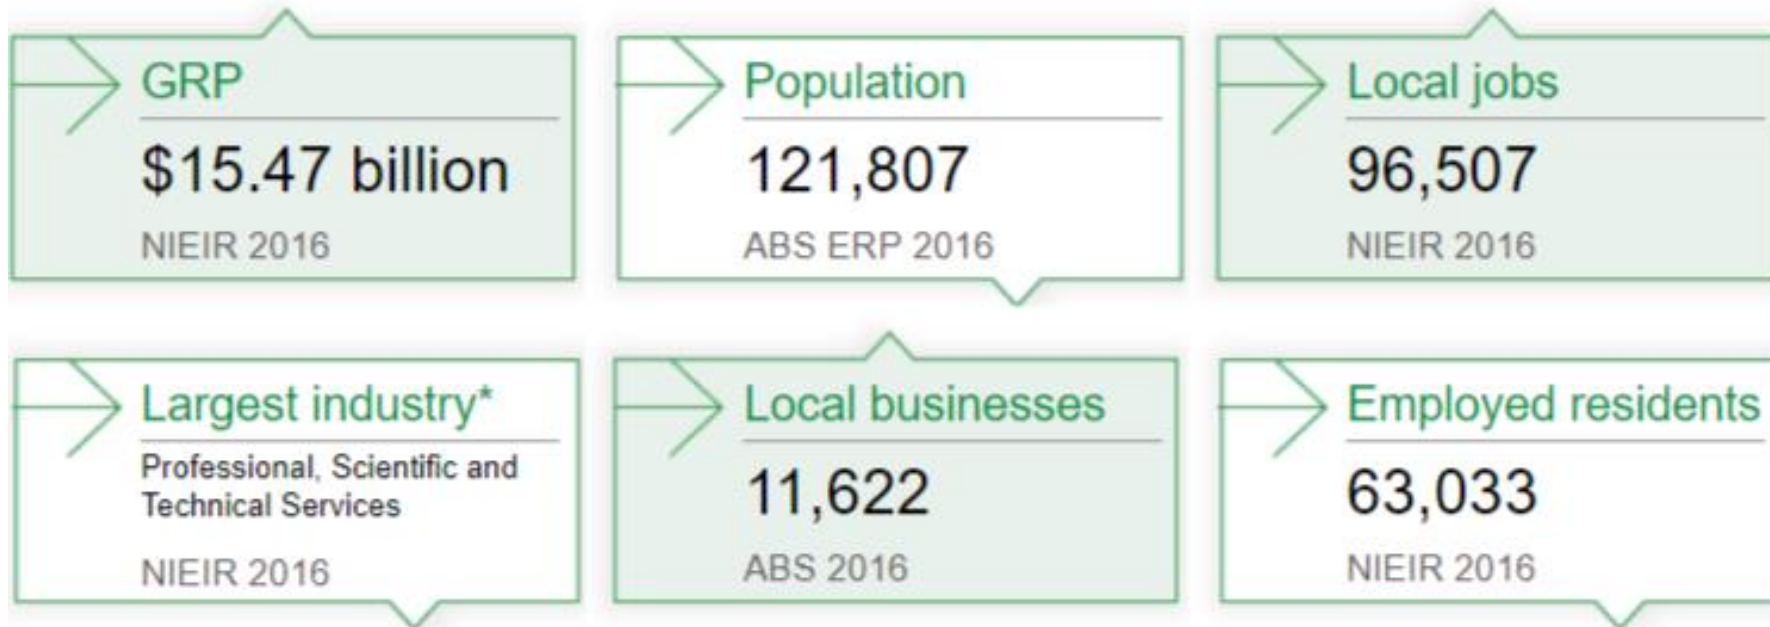 GRP
$15.47 billion
NIEIR 2016
Population
121,807
ABS ERP 2016
Local jobs
96,507
NIEIR 2016
Largest industry*
Professional, Scientific and
Technical Services
NIEIR 2016
Local businesses
11,622
ABS 2016
Employed residents
63,033
NIEIR 2016